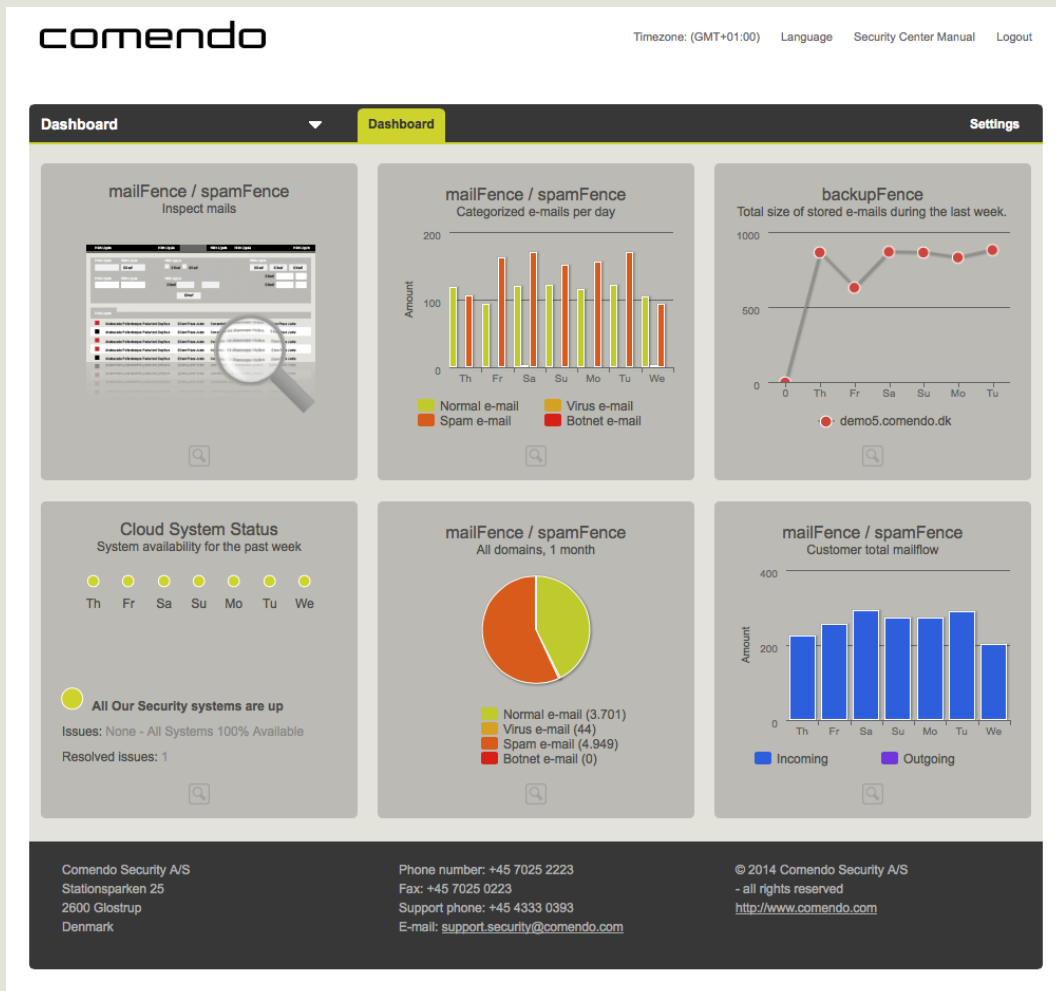 comendo
Timezone: (GMT+01:00) Language Security Center Manual Logout
Dashboard Dashboard Settings
mailFence / spamFence
Inspect mails
mailFence / spamFence
Categorized e-mails per day
200
100
0
Amount
Th Fr Sa Su Mo Tu We
Normal e-mail Virus e-mail
Spam e-mail Botnet e-mail
backupFence
Total size of stored e-mails during the last week.
1000
500
0
0 Th Fr Sa Su Mo Tu
demo5.comendo.dk
Cloud System Status
System availability for the past week
Th Fr Sa Su Mo Tu We
All Our Security systems are up
Issues: None - All Systems 100% Available
Resolved issues: 1
mailFence / spamFence
All domains, 1 month
Normal e-mail (3.701)
Virus e-mail (44)
Spam e-mail (4.949)
Botnet e-mail (0)
mailFence / spamFence
Customer total mailflow
400
200
0
Amount
Th Fr Sa Su Mo Tu We
Incoming Outgoing
Comendo Security A/S
Stationsparken 25
2600 Glostrup
Denmark
Phone number: +45 7025 2223
Fax: +45 7025 0223
Support phone: +45 4333 0393
E-mail: support.security@comendo.com
© 2014 Comendo Security A/S
- all rights reserved
http://www.comendo.com